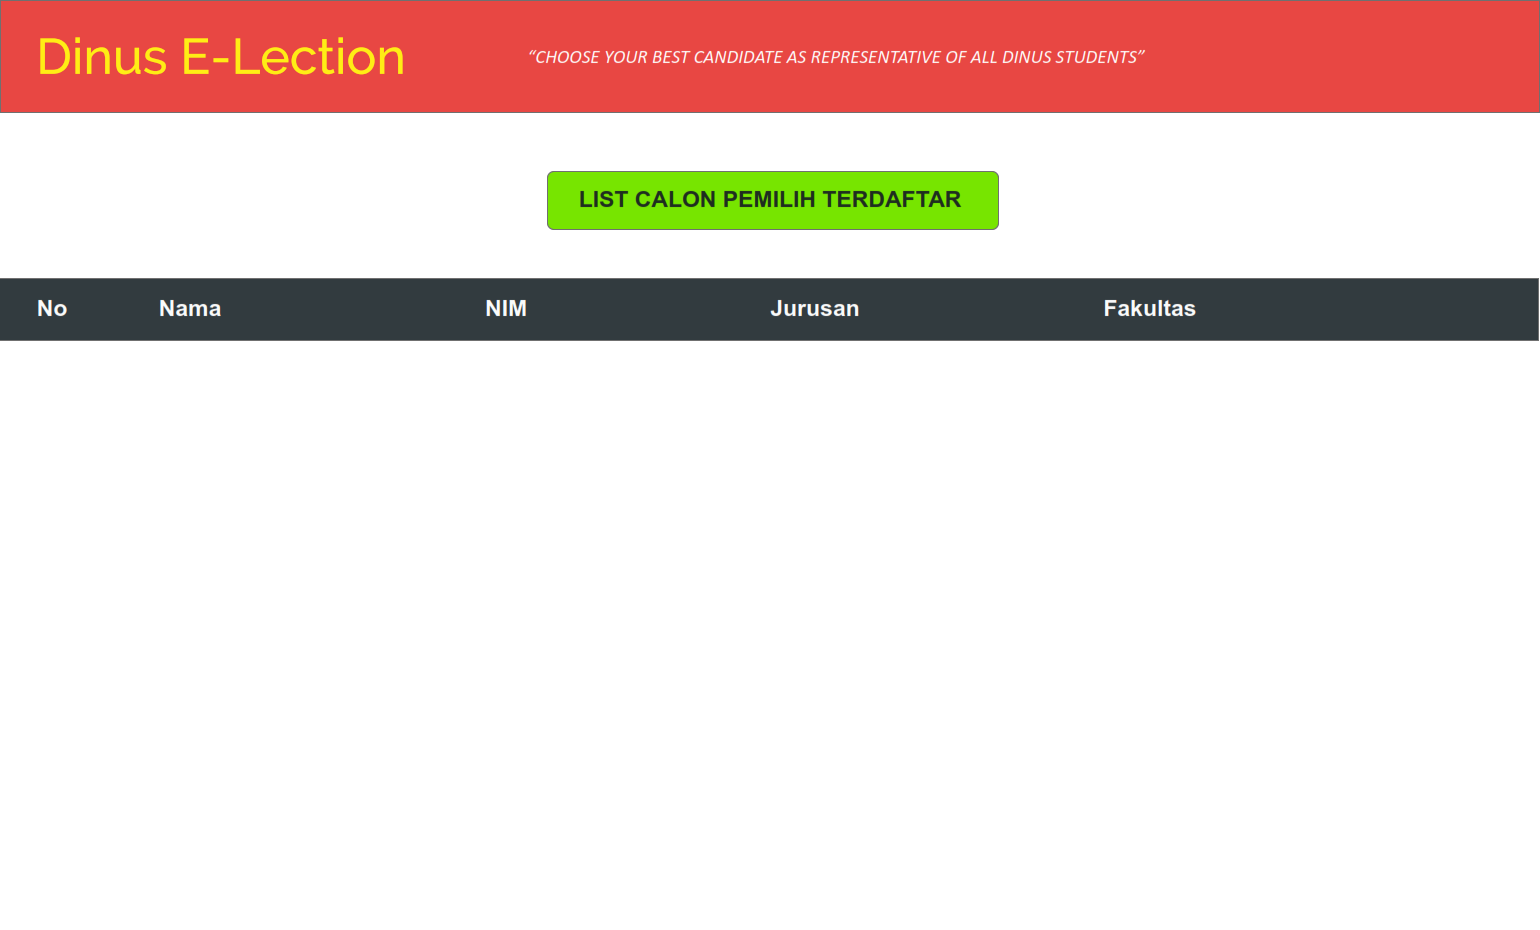 Dinus E-Lection
“CHOOSE YOUR BEST CANDIDATE AS REPRESENTATIVE OF ALL DINUS STUDENTS”
LIST CALON PEMILIH TERDAFTAR
No Nama NIM Jurusan Fakultas